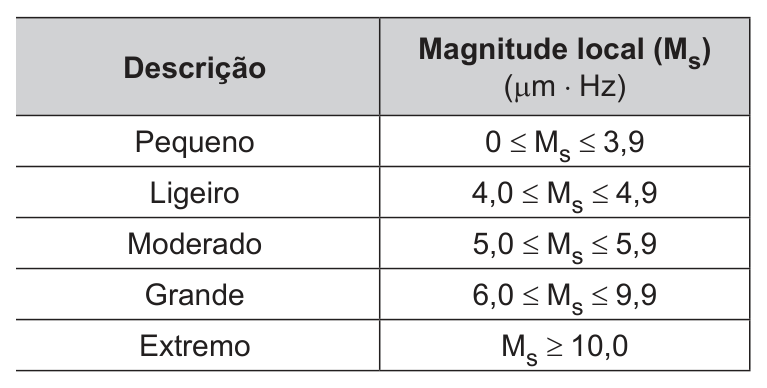 Descrição
Magnitude local (Mₛ)
(μm · Hz)
Pequeno 0 ≤ Mₛ ≤ 3,9
Ligeiro 4,0 ≤ Mₛ ≤ 4,9
Moderado 5,0 ≤ Mₛ ≤ 5,9
Grande 6,0 ≤ Mₛ ≤ 9,9
Extremo Mₛ ≥ 10,0